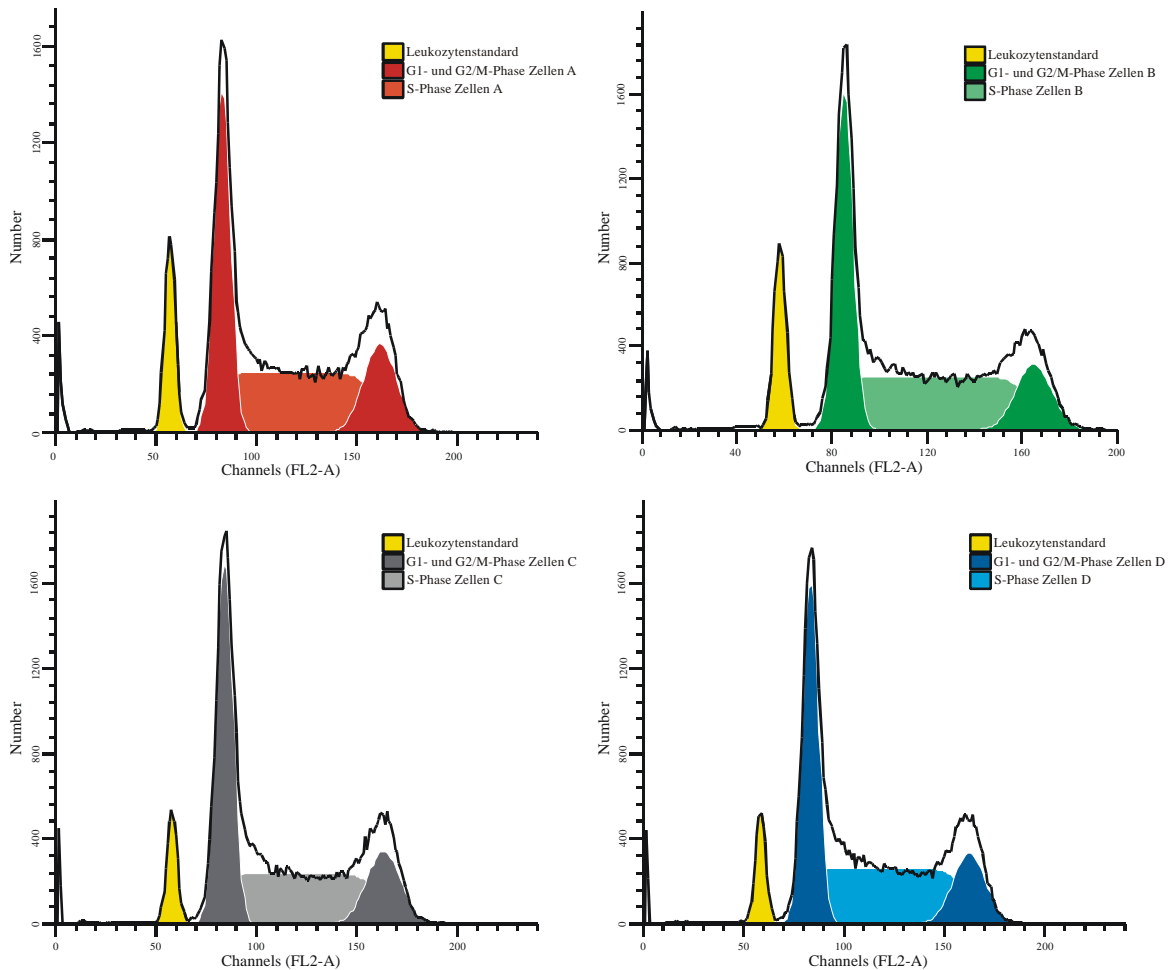 Leukozytenstandard
G1- und G2/M-Phase Zellen A
S-Phase Zellen A
Number
1600
1200
800
400
0
0
50
100
150
200
Channels (FL2-A)
Leukozytenstandard
G1- und G2/M-Phase Zellen B
S-Phase Zellen B
Number
1600
1200
800
400
0
0
40
80
120
160
200
Channels (FL2-A)
Leukozytenstandard
G1- und G2/M-Phase Zellen C
S-Phase Zellen C
Number
1600
1200
800
400
0
0
50
100
150
200
Channels (FL2-A)
Leukozytenstandard
G1- und G2/M-Phase Zellen D
S-Phase Zellen D
Number
1600
1200
800
400
0
0
50
100
150
200
Channels (FL2-A)